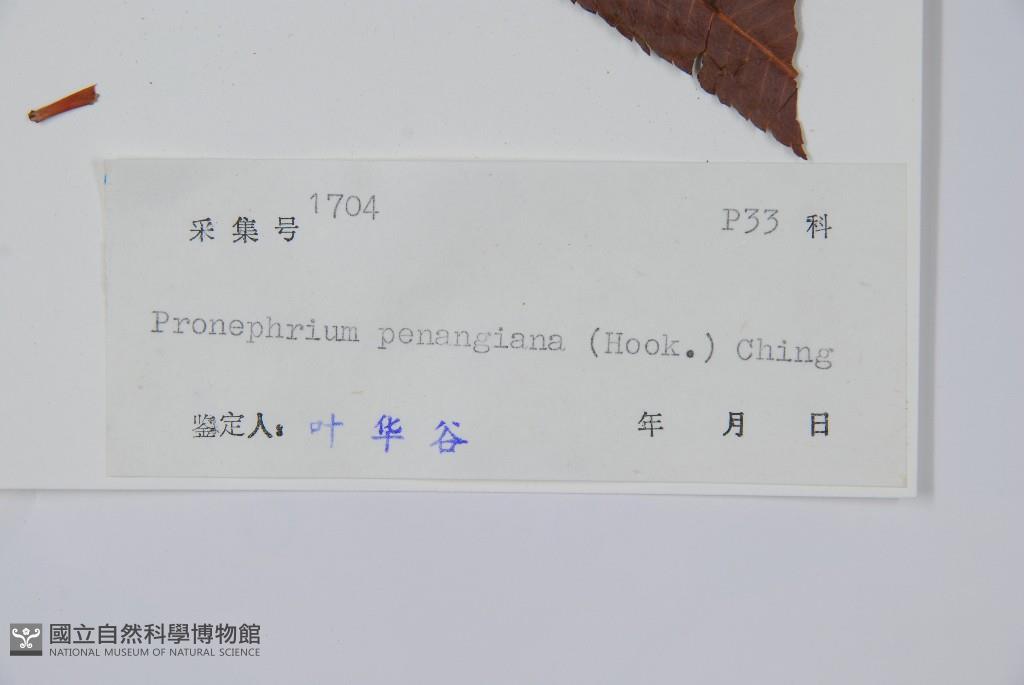 采集号 1704 P33 科
Pronephrium penangiana (Hook.) Ching
鉴定人: 叶华谷 年 月 日
國立自然科學博物館
NATIONAL MUSEUM OF NATURAL SCIENCE